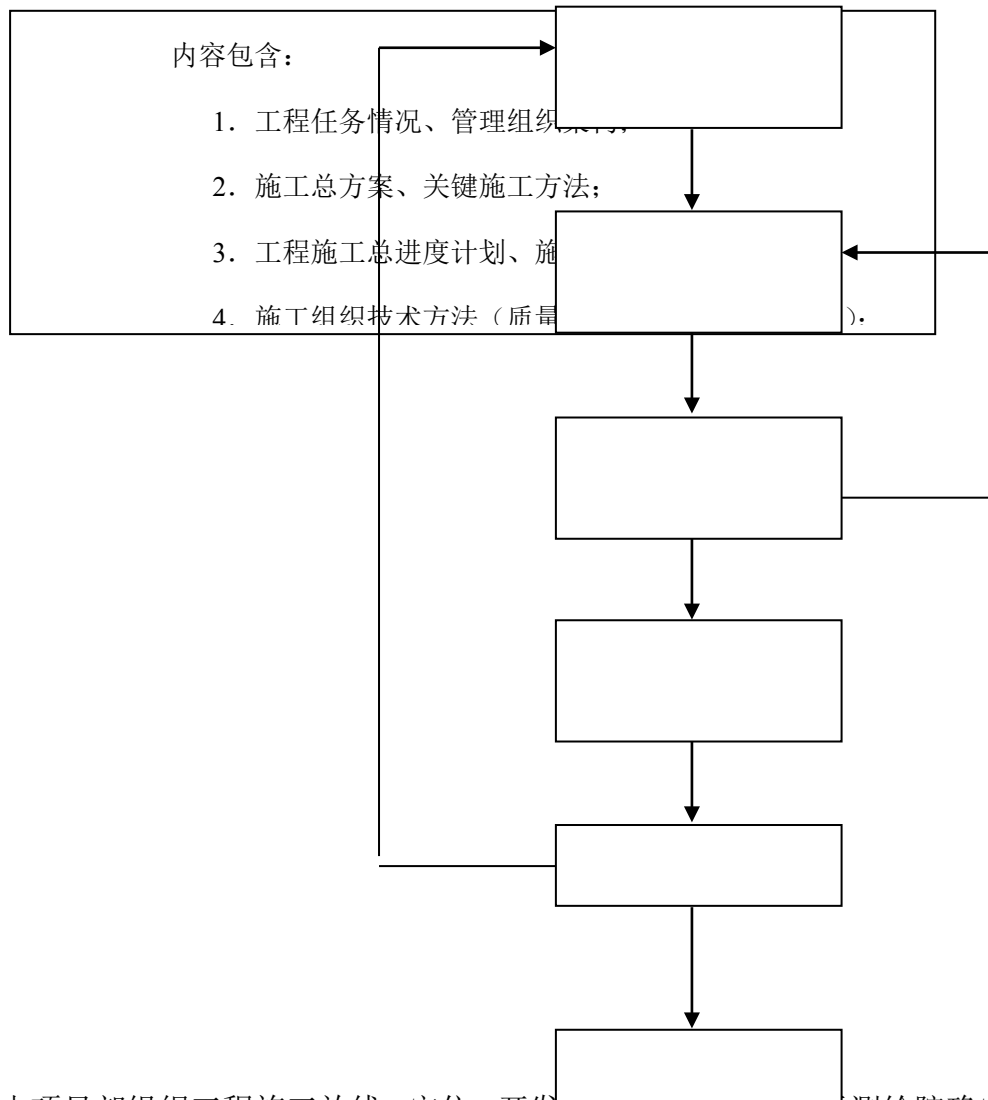 内容包含：
1．工程任务情况、管理组织架构；
2．施工总方案、关键施工方法；
3．工程施工总进度计划、施
4．施工组织技术方法（质量 ）；
项目部组织工程施工放线、定位，开发 测绘院确